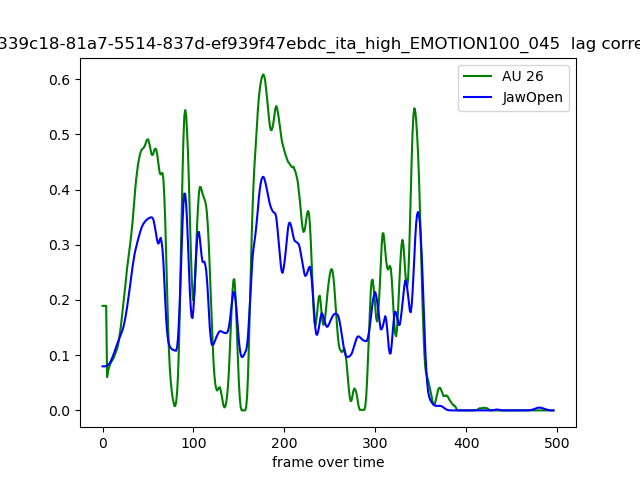 339c18-81a7-5514-837d-ef939f47ebdc_ita_high_EMOTION100_045 lag corre
AU 26
JawOpen
0.6
0.5
0.4
0.3
0.2
0.1
0.0
0 100 200 300 400 500
frame over time